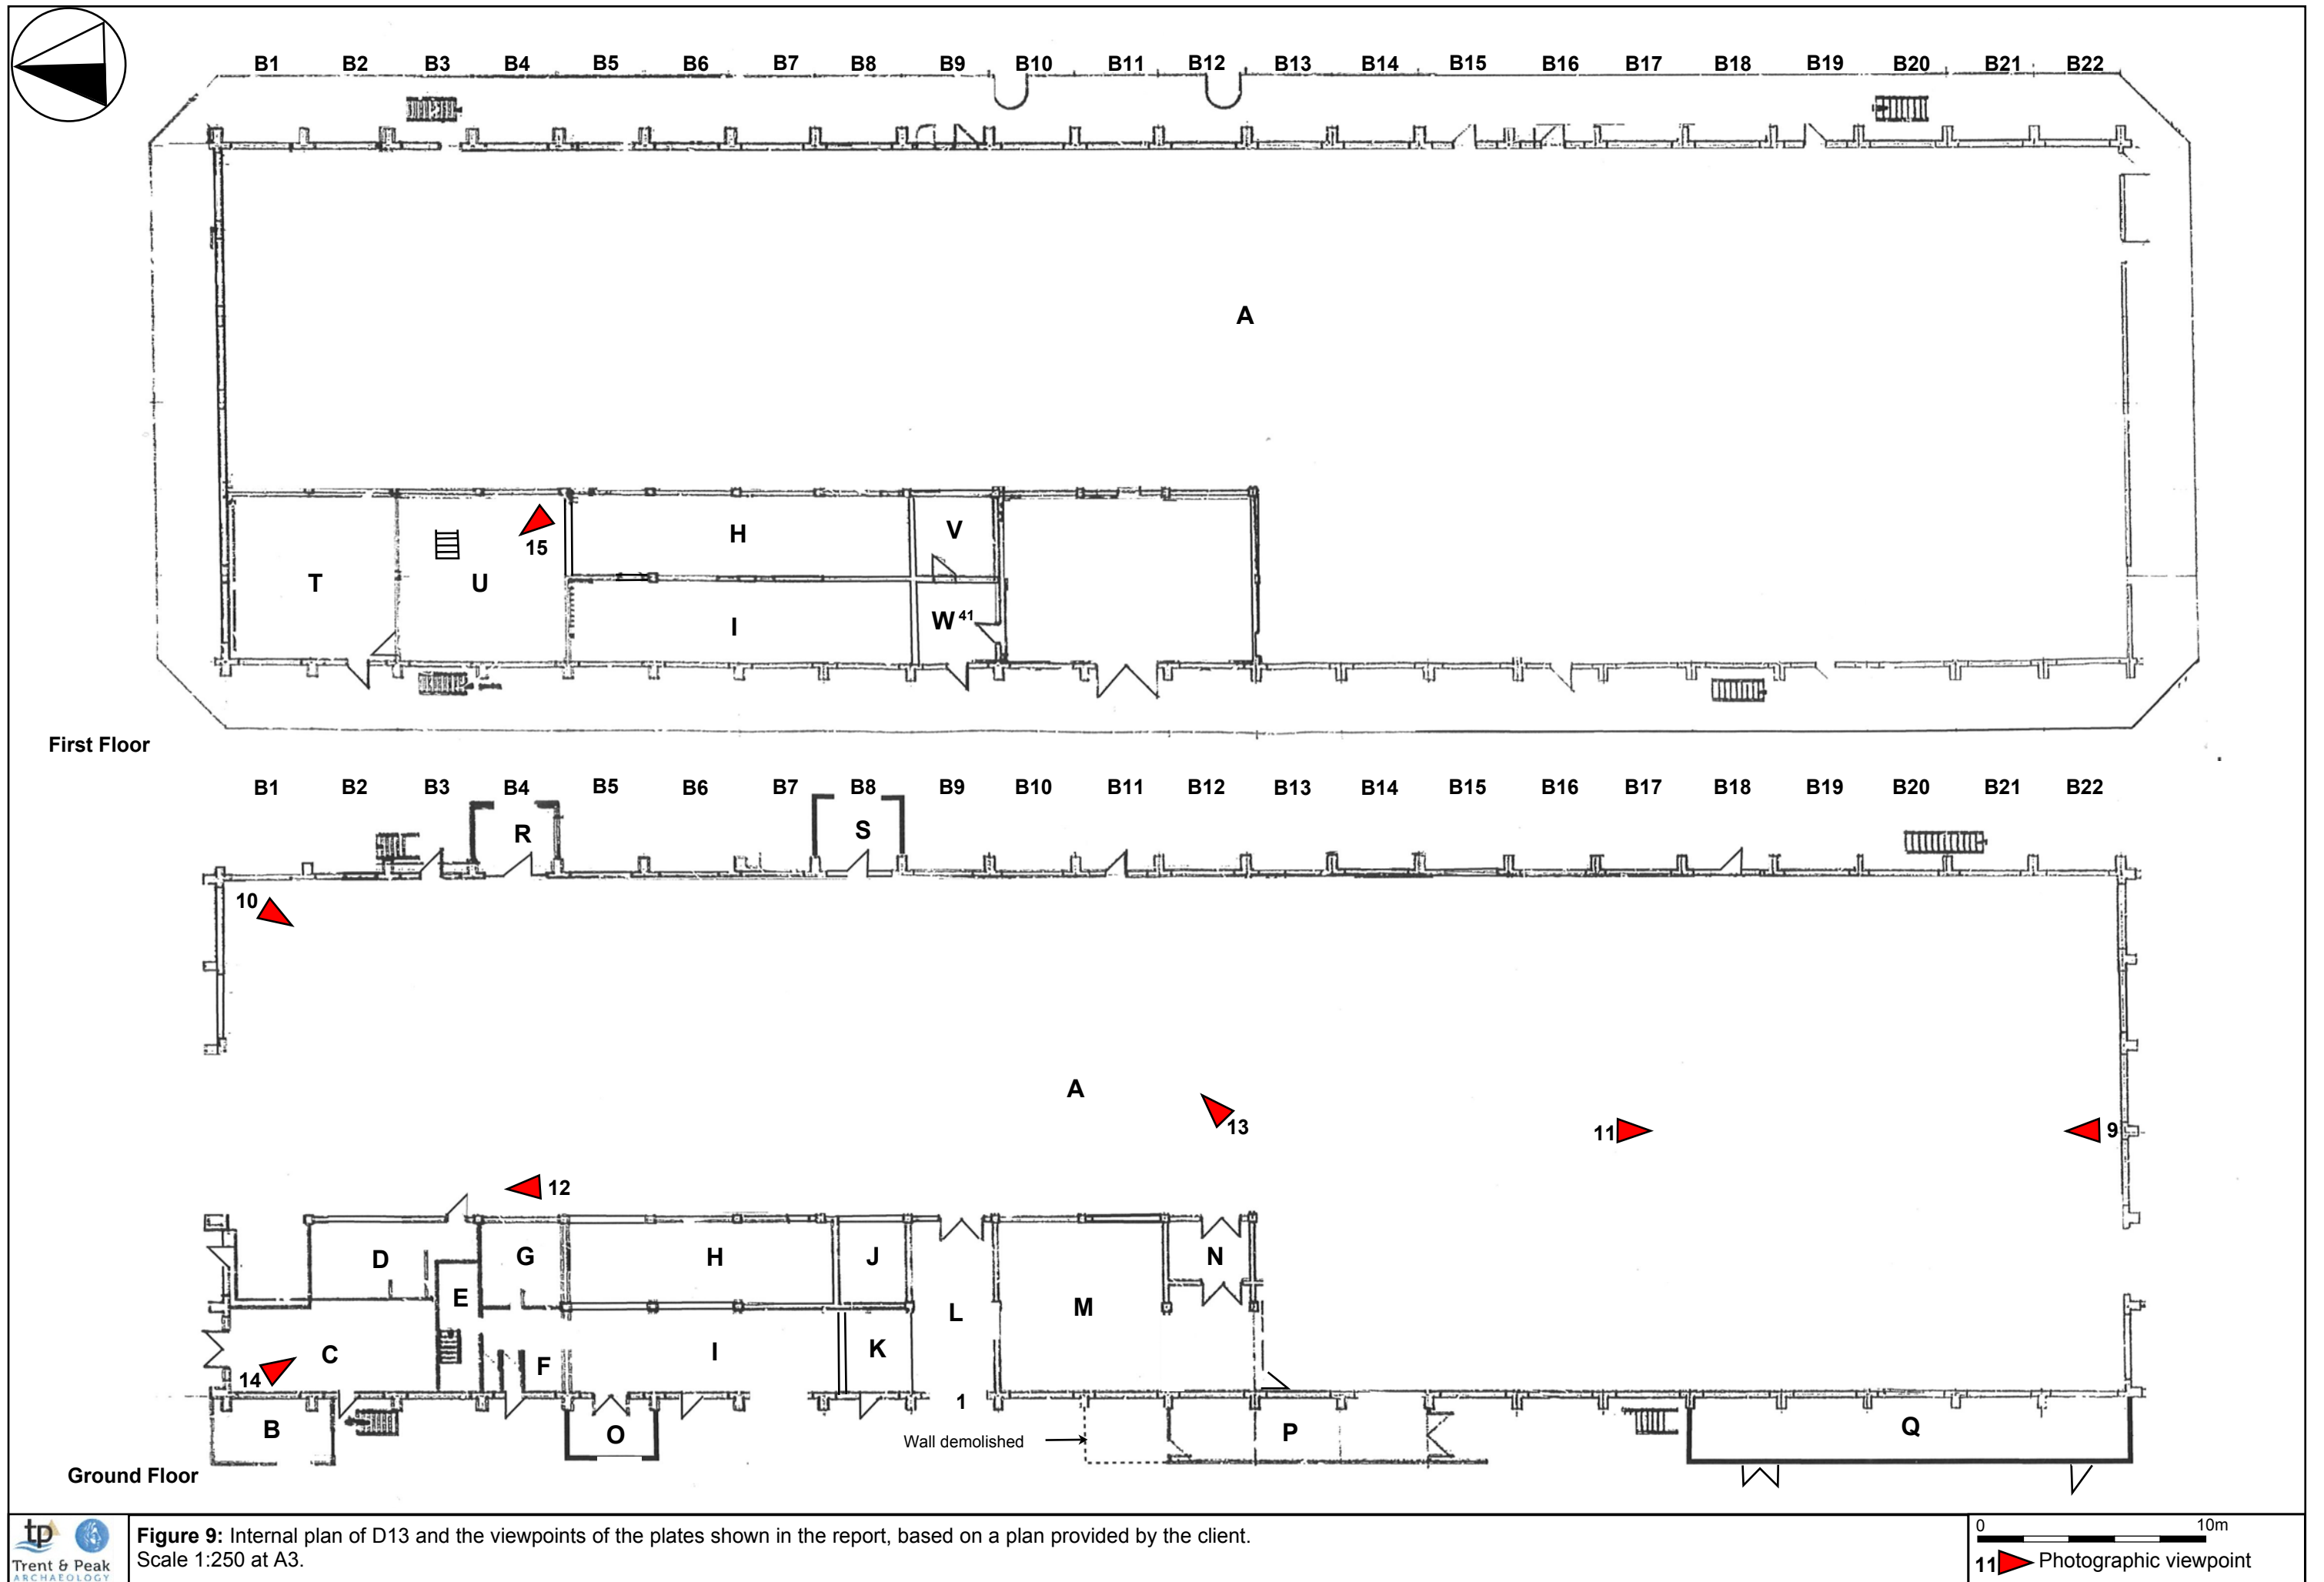 B1 B2 B3 B4 B5 B6 B7 B8 B9 B10 B11 B12 B13 B14 B15 B16 B17 B18 B19 B20 B21 B22
A
15
H
V
T
U
I
W 41
First Floor
B1 B2 B3 B4 B5 B6 B7 B8 B9 B10 B11 B12 B13 B14 B15 B16 B17 B18 B19 B20 B21 B22
R
S
10
A
13
11
9
12
D
G
H
J
N
E
L
M
C
F
I
K
14
1
B
O
Wall demolished
P
Q
Ground Floor
tp
Trent & Peak
ARCHAEOLOGY
Figure 9: Internal plan of D13 and the viewpoints of the plates shown in the report, based on a plan provided by the client.
Scale 1:250 at A3.
0 10m
11 Photographic viewpoint